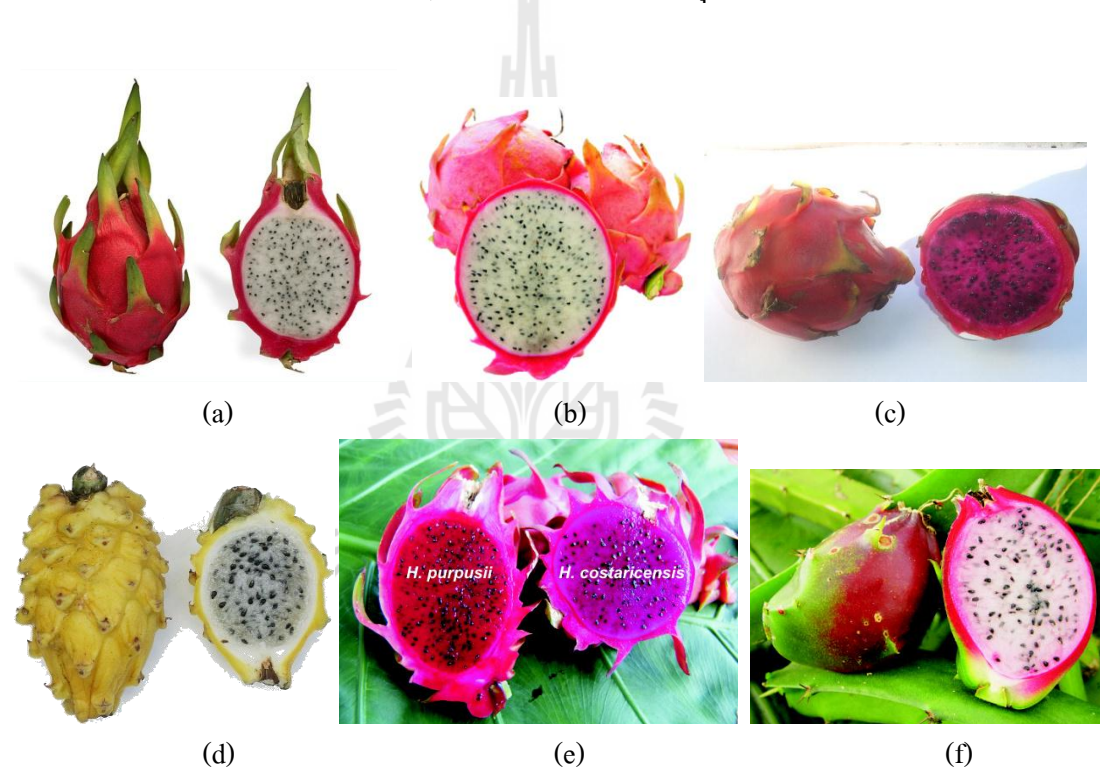 (a)
(b)
(c)
H. purpusii
H. costaricensis
(d)
(e)
(f)